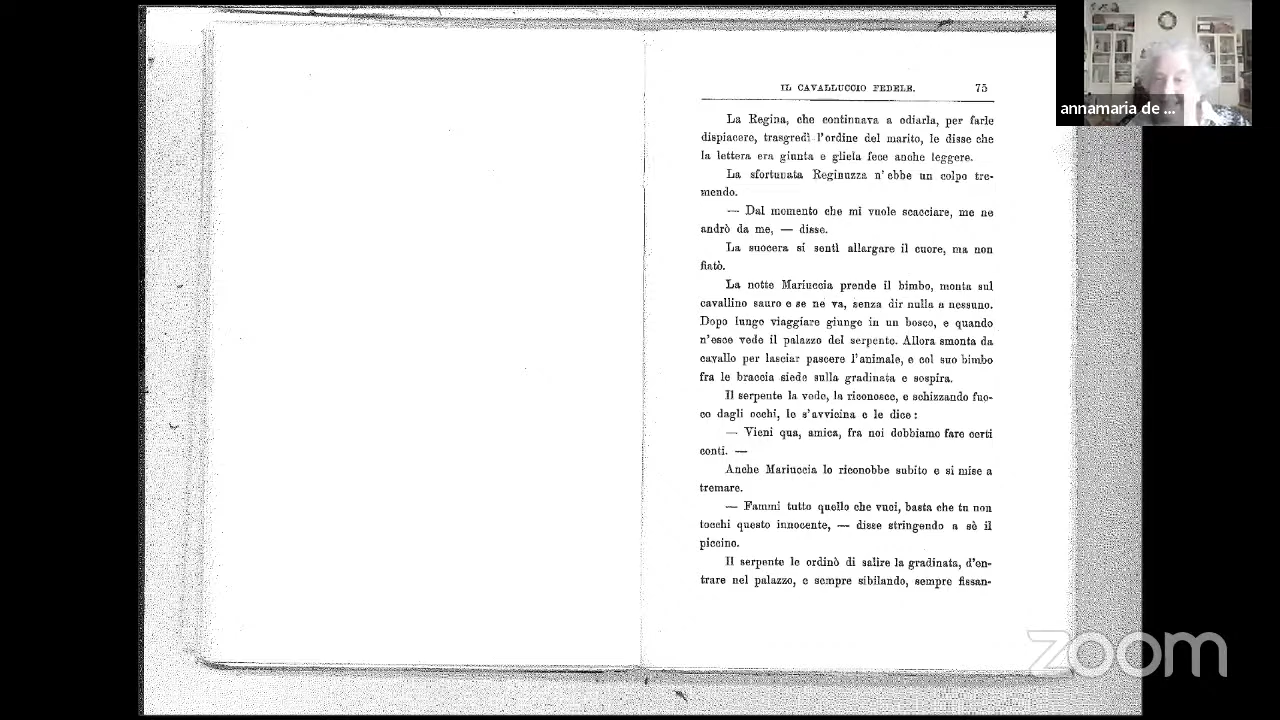 IL CAVALLUCCIO FEDELE. 75
La Regina, che continuava a odiarla, per farle
dispiacere, trasgredì l'ordine del marito, le disse che
la lettera era giunta e gliela fece anche leggere.
La sfortunata Reginuzza n'ebbe un colpo tre-
mendo.
— Dal momento che mi vuole scacciare, me ne
andrò da me, — disse.
La suocera si sentì allargare il cuore, ma non
fiatò.
La notte Mariuccia prende il bimbo, monta sul
cavallino sauro e se ne va, senza dir nulla a nessuno.
Dopo lungo viaggiare giunge in un bosco, e quando
n'esce vede il palazzo del serpente. Allora smonta da
cavallo per lasciar pascere l'animale, e col suo bimbo
fra le braccia siede sulla gradinata e sospira.
Il serpente la vede, la riconosce, e schizzando fuo-
co dagli occhi, le s'avvicina e le dice:
— Vieni qua, amica, fra noi dobbiamo fare certi
conti. —
Anche Mariuccia lo riconobbe subito e si mise a
tremare.
— Fammi tutto quello che vuoi, basta che tu non
tocchi questo innocente, — disse stringendo a sè il
piccino.
Il serpente le ordinò di salire la gradinata, d'en-
trare nel palazzo, e sempre sibilando, sempre fissan-
annamaria de ...
zoom